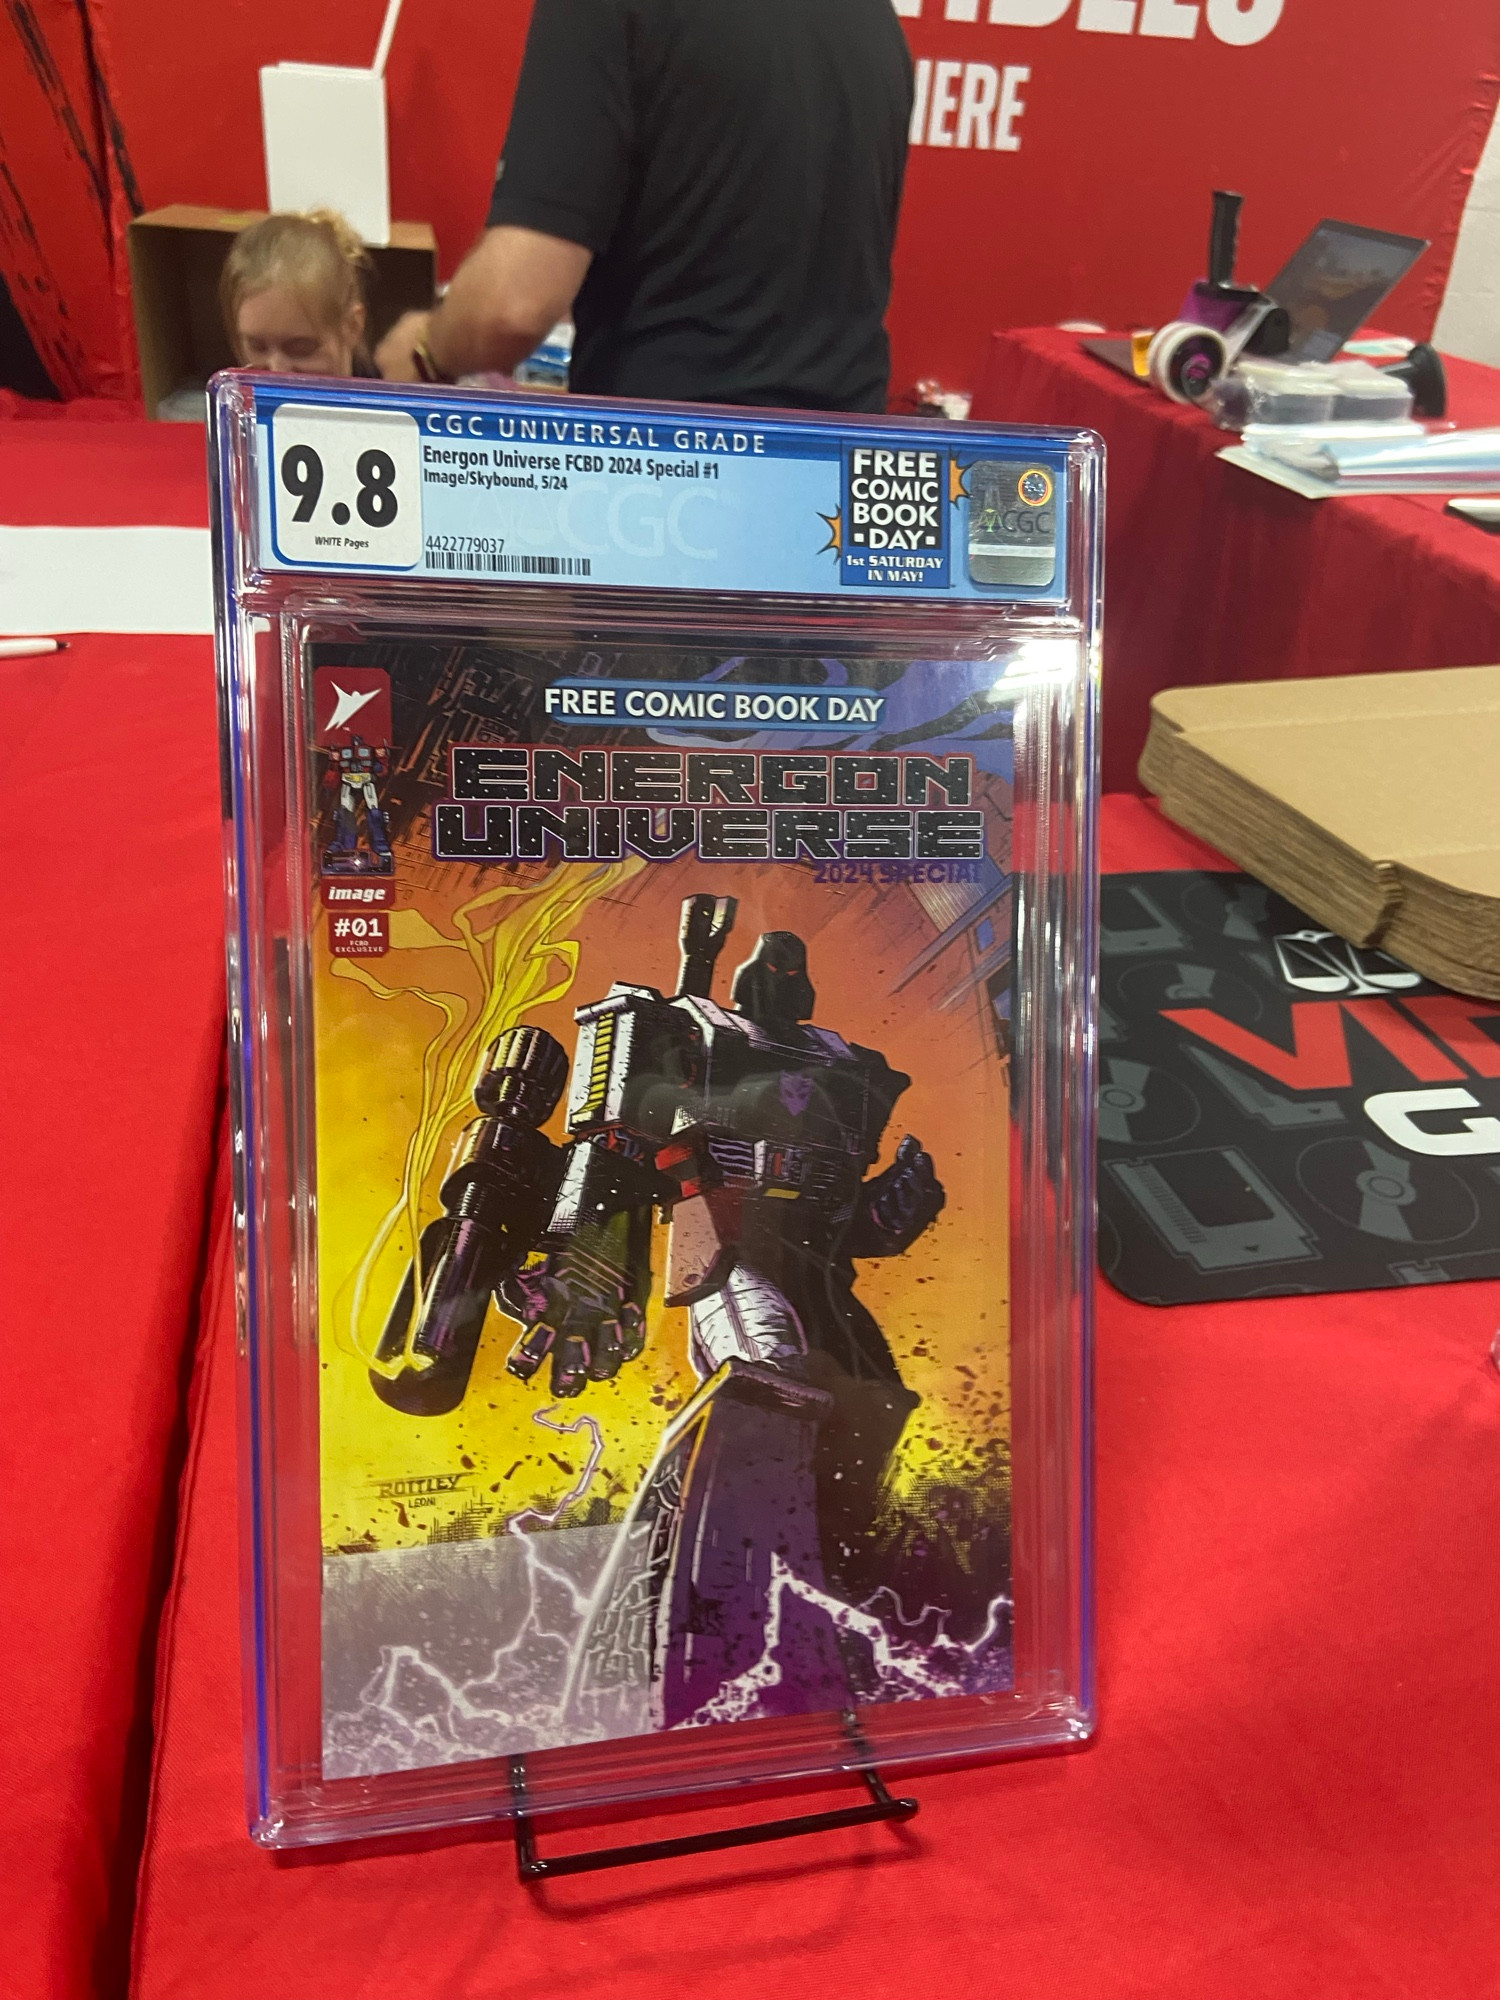 HERE
CGC UNIVERSAL GRADE
9.8
WHITE Pages
Energon Universe FCBD 2024 Special #1
Image/Skybound, 5/24
4422779037
FREE
COMIC
BOOK
DAY
1st SATURDAY
IN MAY!
CGC
FREE COMIC BOOK DAY
ENERGON
UNIVERSE
2024 SPECIAL
image
#01
FCBD
EXCLUSIVE
ROTTLEY
LEONI